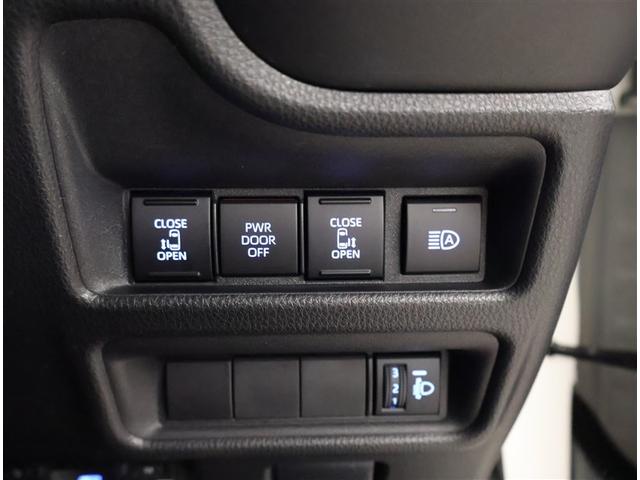 CLOSE
OPEN
PWR
DOOR
OFF
CLOSE
OPEN
A
3
2
1